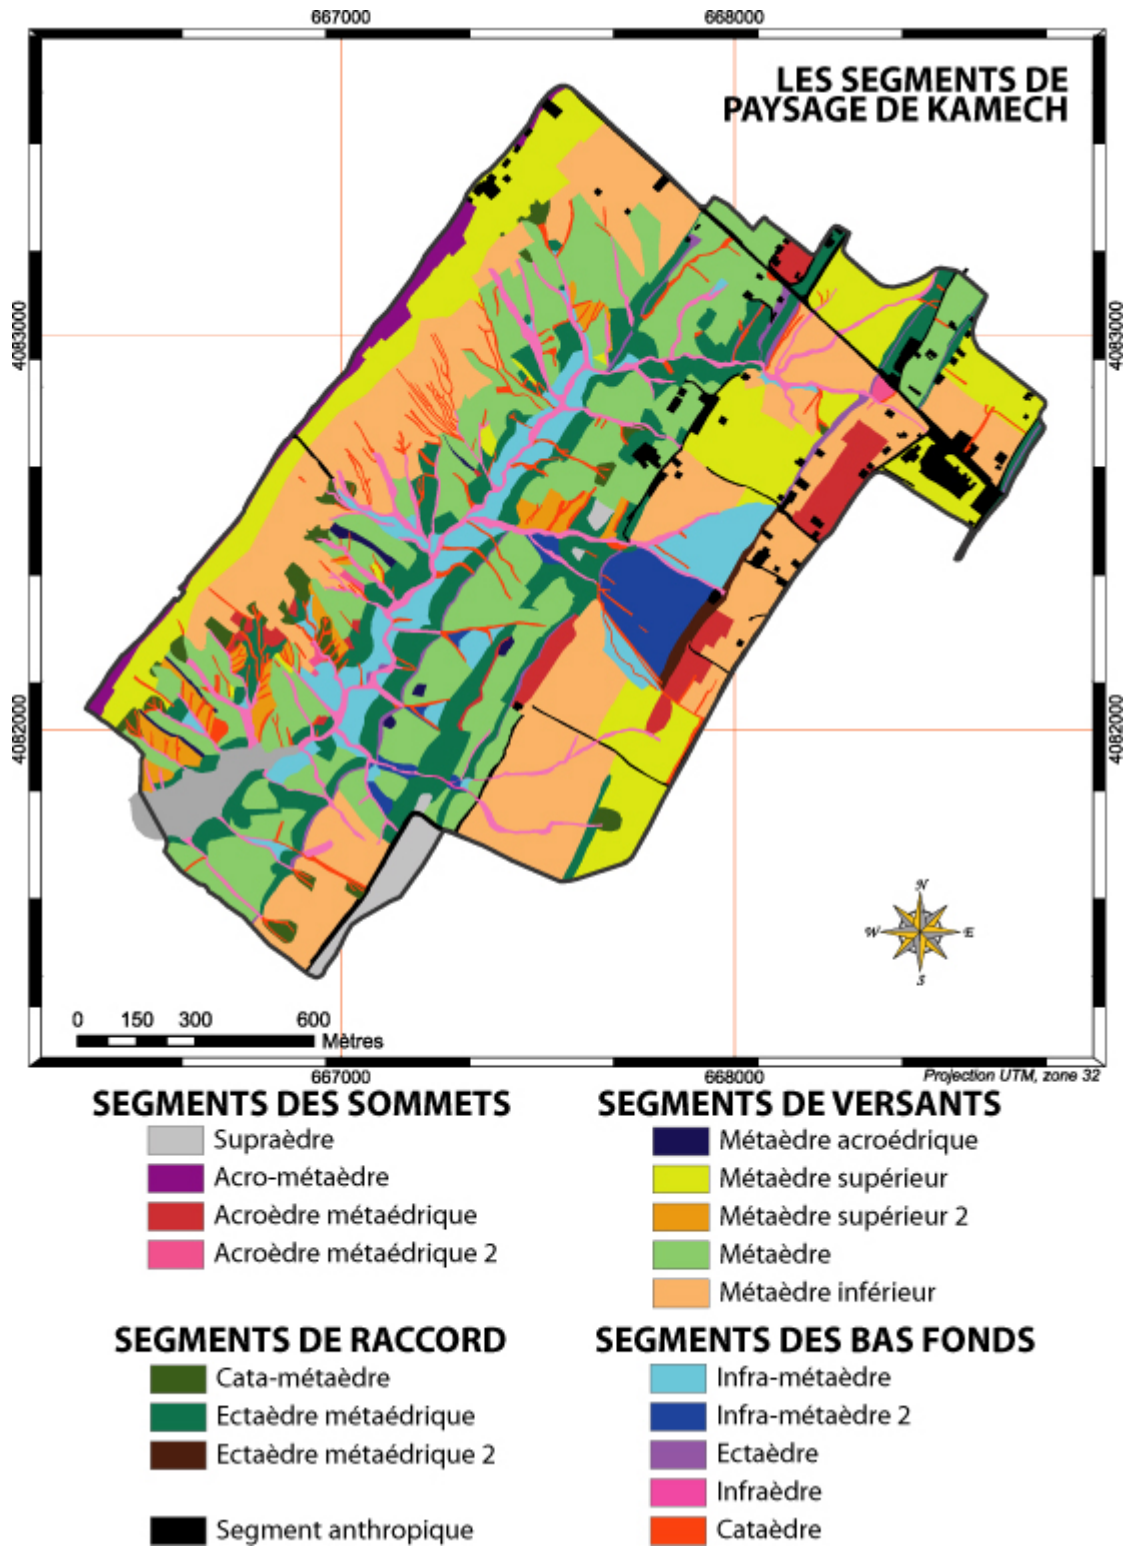 667000
668000
LES SEGMENTS DE
PAYSAGE DE KAMECH
4083000
4083000
4082000
4082000
N
W
E
S
0 150 300 600
Mètres
667000
668000
Projection UTM, zone 32
SEGMENTS DES SOMMETS
Supraèdre
Acro-métaèdre
Acroèdre métaédrique
Acroèdre métaédrique 2
SEGMENTS DE VERSANTS
Métaèdre acroédrique
Métaèdre supérieur
Métaèdre supérieur 2
Métaèdre
Métaèdre inférieur
SEGMENTS DE RACCORD
Cata-métaèdre
Ectaèdre métaédrique
Ectaèdre métaédrique 2
Segment anthropique
SEGMENTS DES BAS FONDS
Infra-métaèdre
Infra-métaèdre 2
Ectaèdre
Infraèdre
Cataèdre